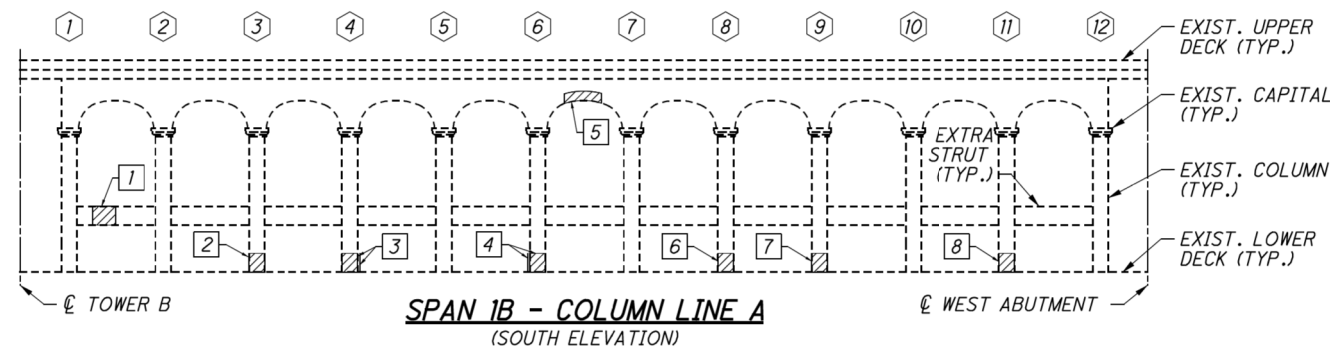 1 2 3 4 5 6 7 8 9 10 11 12
EXIST. UPPER
DECK (TYP.)
EXIST. CAPITAL
(TYP.)
5
EXTRA
STRUT
(TYP.)
1
EXIST. COLUMN
(TYP.)
2 3 4 6 7 8
EXIST. LOWER
DECK (TYP.)
℄ TOWER B
SPAN 1B - COLUMN LINE A
℄ WEST ABUTMENT
(SOUTH ELEVATION)